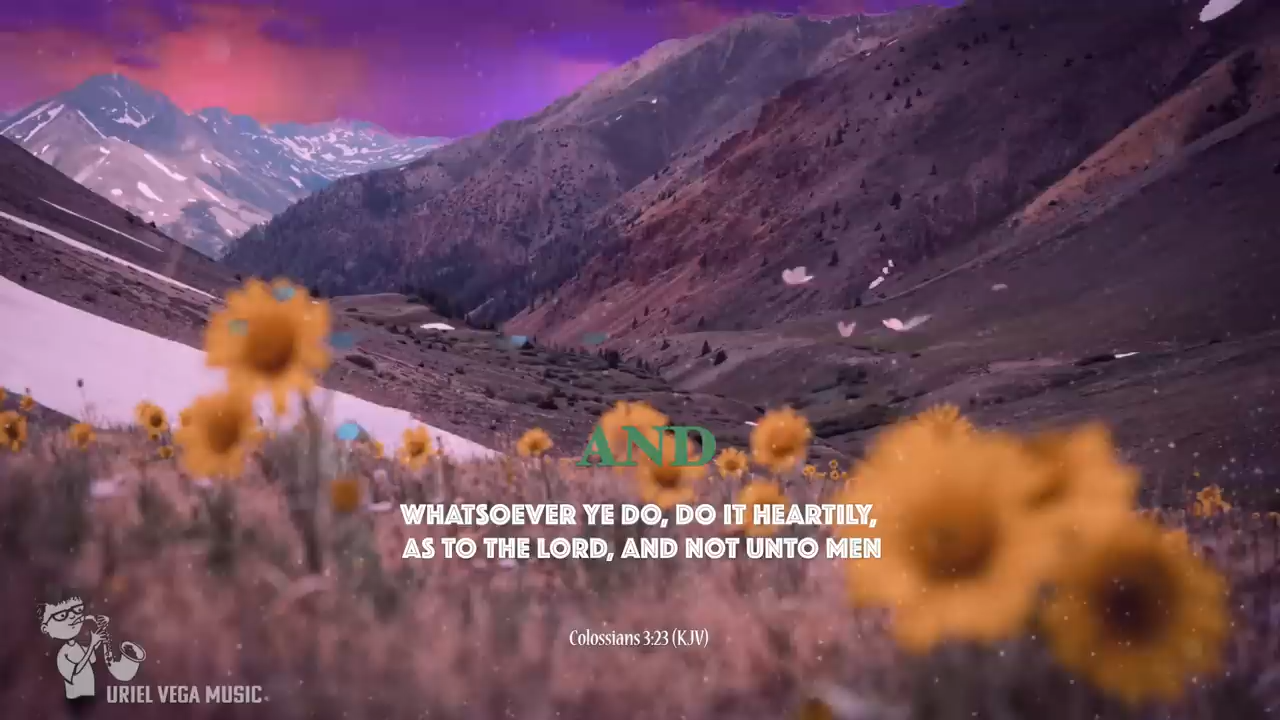 AND
WHATSOEVER YE DO, DO IT HEARTILY,
AS TO THE LORD, AND NOT UNTO MEN
Colossians 3:23 (KJV)
URIEL VEGA MUSIC